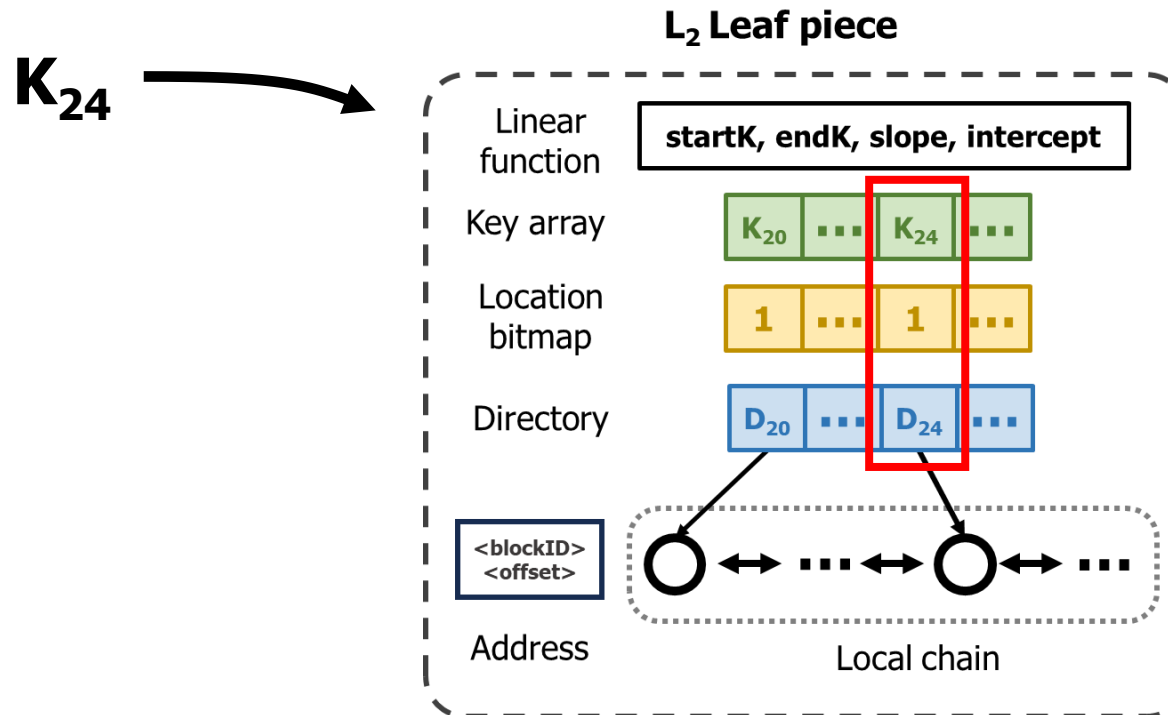 L₂ Leaf piece
K₂₄
Linear
function
startK, endK, slope, intercept
Key array
K₂₀ ... K₂₄ ...
Location
bitmap
1 ... 1 ...
Directory
D₂₀ ... D₂₄ ...
<blockID>
<offset>
... ...
Address
Local chain